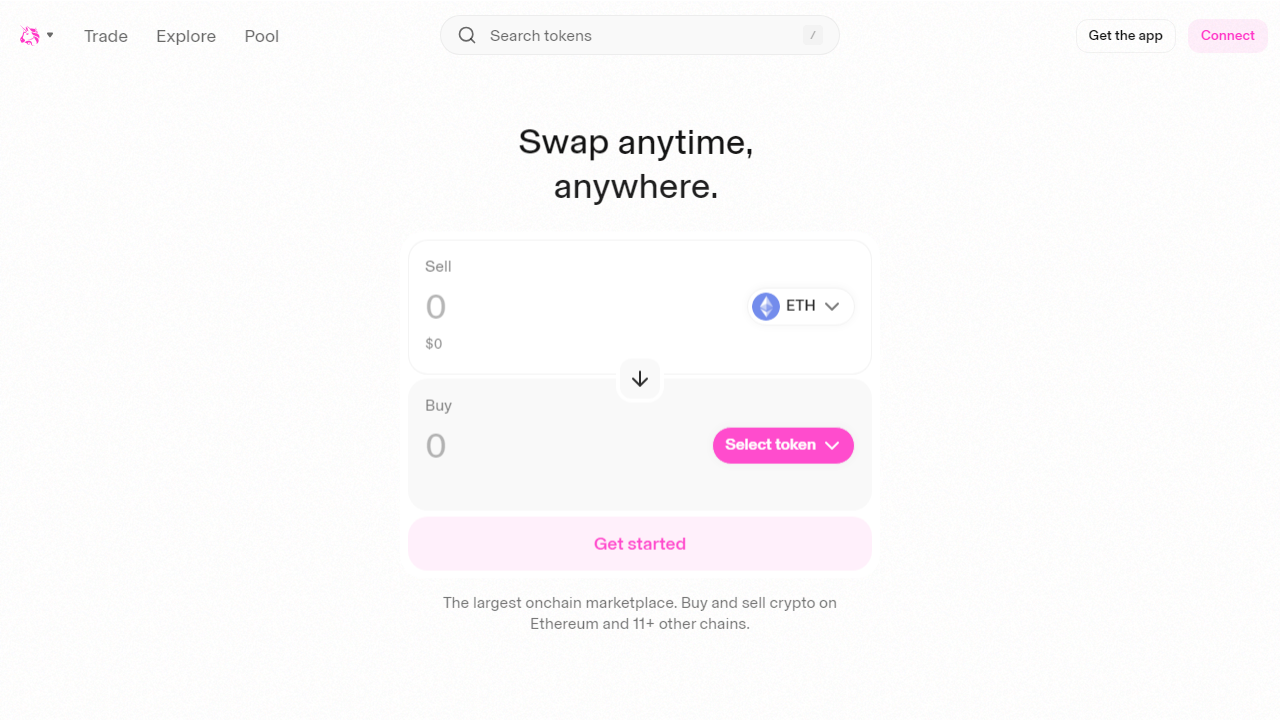 Trade
Explore
Pool
Search tokens
/
Get the app
Connect
Swap anytime,
anywhere.
Sell
0
ETH
$0
Buy
0
Select token
Get started
The largest onchain marketplace. Buy and sell crypto on
Ethereum and 11+ other chains.